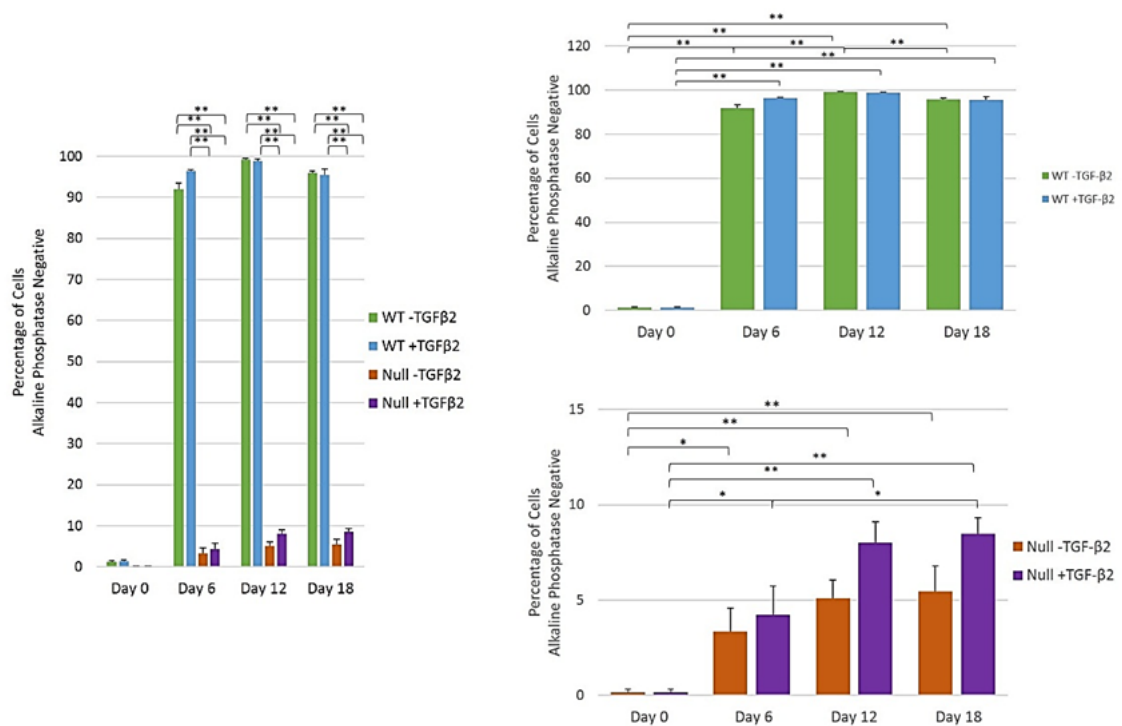 ** ** **
** ** **
** ** **
** ** **
100
90
80
70
60
50
40
30
20
10
0
Percentage of Cells
Alkaline Phosphatase Negative
Day 0 Day 6 Day 12 Day 18
WT -TGFβ2
WT +TGFβ2
Null -TGFβ2
Null +TGFβ2
**
**
** ** **
**
**
**
120
100
80
60
40
20
0
Percentage of Cells
Alkaline Phosphatase Negative
Day 0 Day 6 Day 12 Day 18
WT -TGF-β2
WT +TGF-β2
**
**
*
**
**
* *
15
10
5
0
Percentage of Cells
Alkaline Phosphatase Negative
Day 0 Day 6 Day 12 Day 18
Null -TGF-β2
Null +TGF-β2